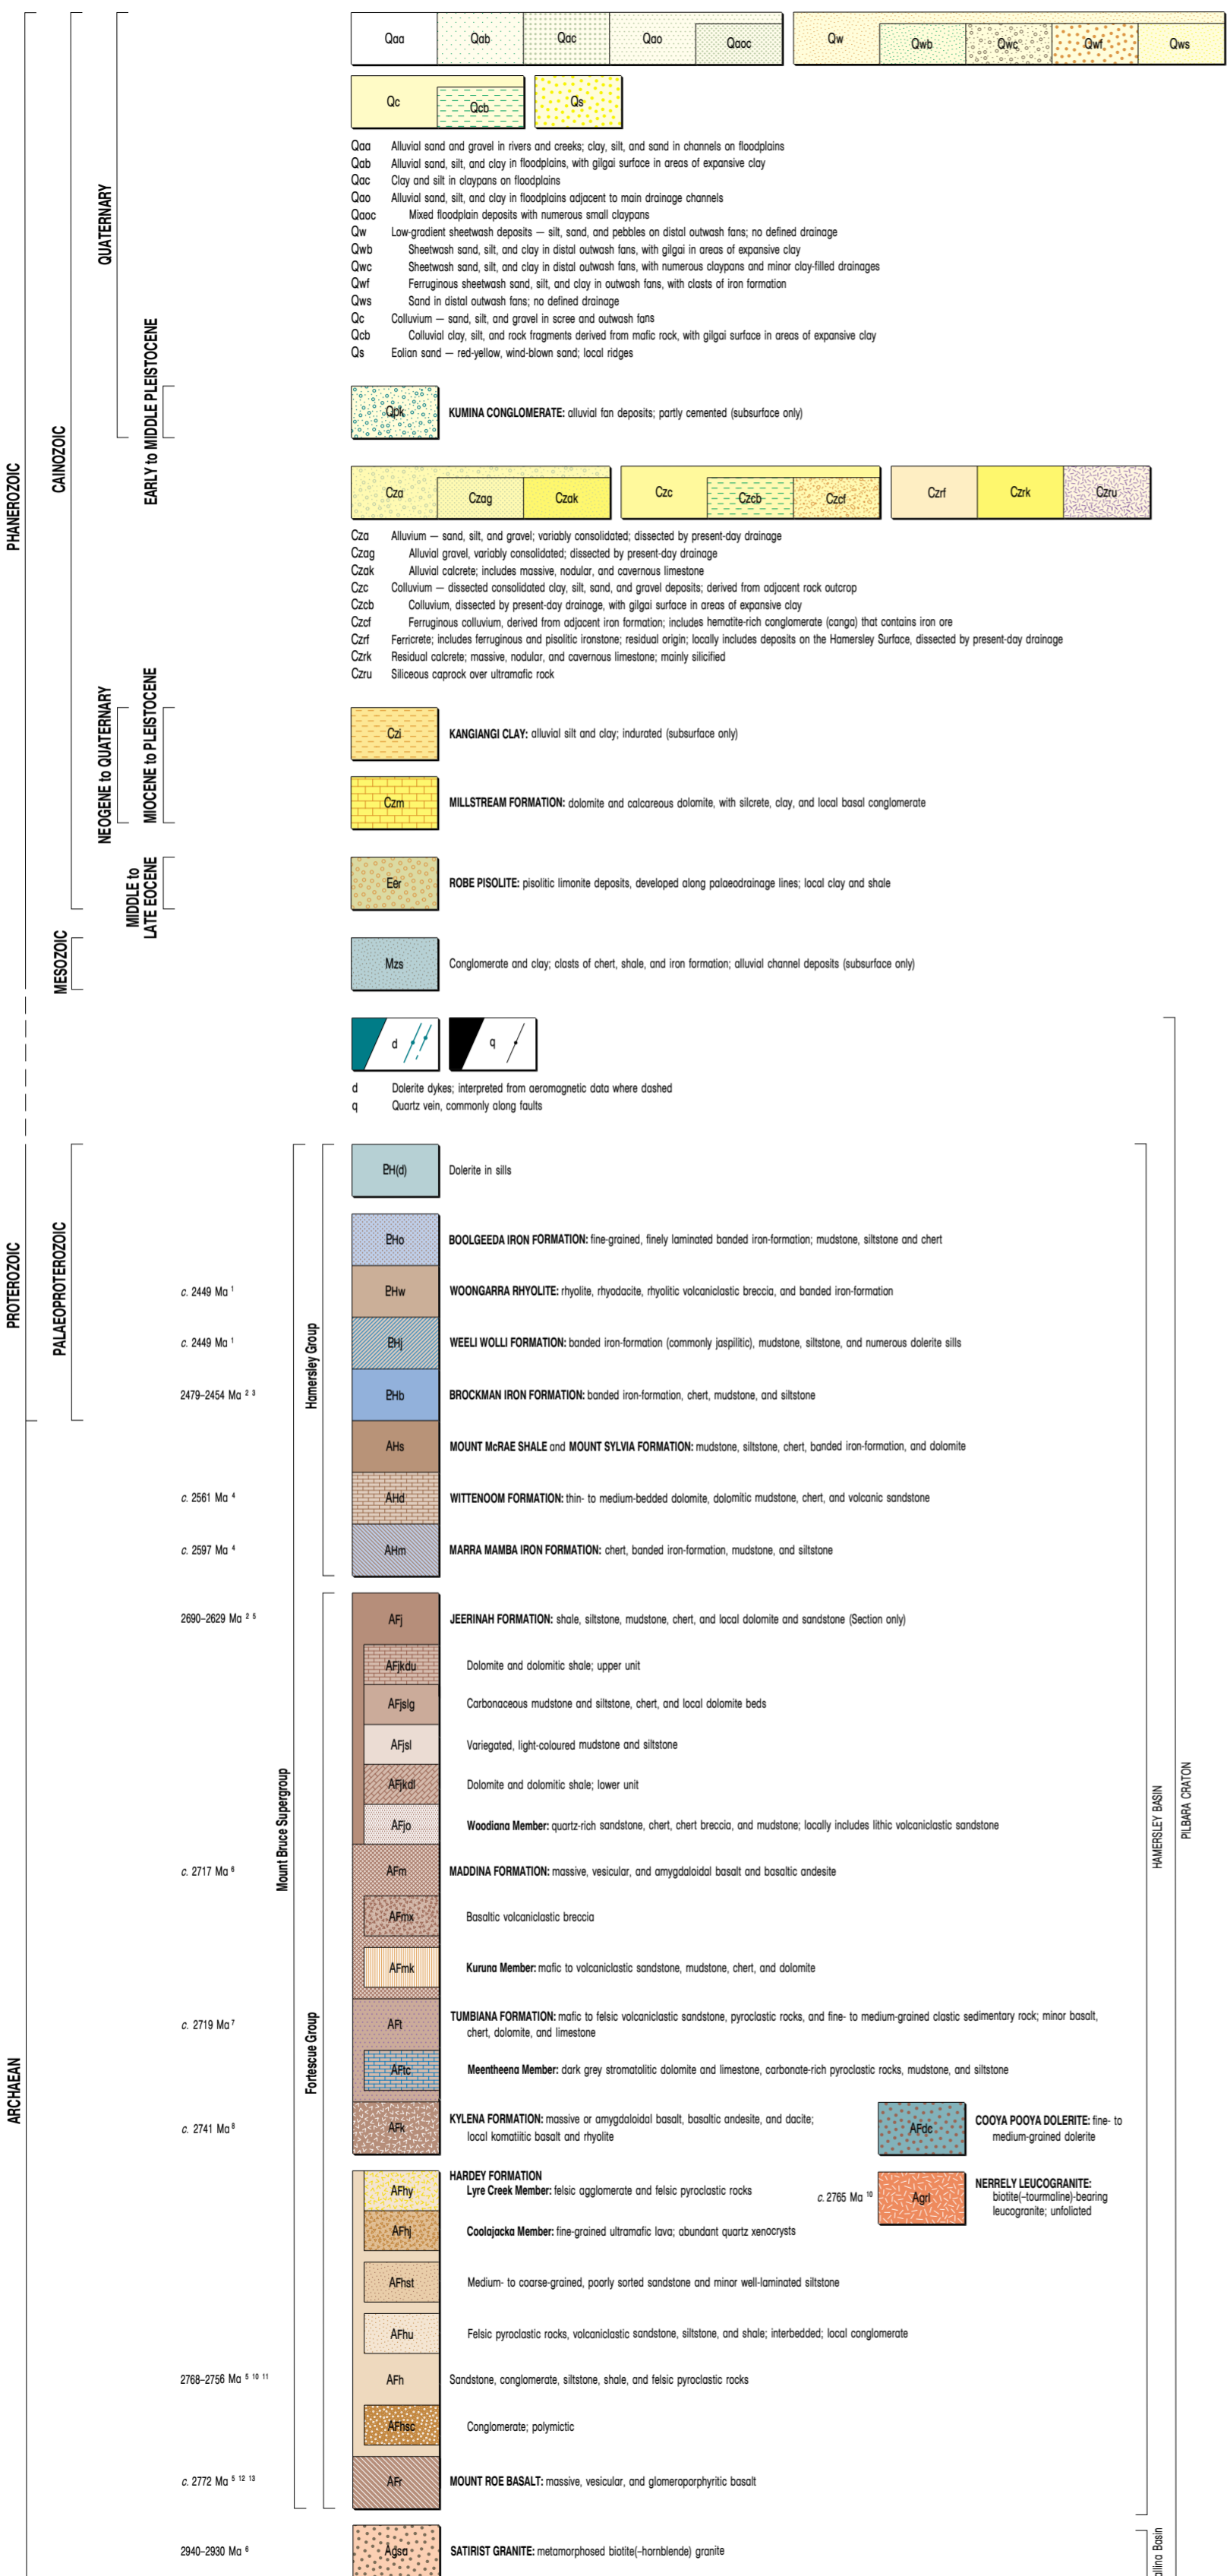 Qaa Qab Qac Qao Qaoc Qw Qwb Qwc Qwf Qws
Qc Qcb Qs
Qaa Alluvial sand and gravel in rivers and creeks; clay, silt, and sand in channels on floodplains
Qab Alluvial sand, silt, and clay in floodplains, with gilgai surface in areas of expansive clay
Qac Clay and silt in claypans on floodplains
Qao Alluvial sand, silt, and clay in floodplains adjacent to main drainage channels
Qaoc Mixed floodplain deposits with numerous small claypans
Qw Low-gradient sheetwash deposits — silt, sand, and pebbles on distal outwash fans; no defined drainage
Qwb Sheetwash sand, silt, and clay in distal outwash fans, with gilgai in areas of expansive clay
Qwc Sheetwash sand, silt, and clay in distal outwash fans, with numerous claypans and minor clay-filled drainages
Qwf Ferruginous sheetwash sand, silt, and clay in outwash fans, with clasts of iron formation
Qws Sand in distal outwash fans; no defined drainage
Qc Colluvium — sand, silt, and gravel in scree and outwash fans
Qcb Colluvial clay, silt, and rock fragments derived from mafic rock, with gilgai surface in areas of expansive clay
Qs Eolian sand — red-yellow, wind-blown sand; local ridges
QUATERNARY
EARLY to MIDDLE PLEISTOCENE
Qpk KUMINA CONGLOMERATE: alluvial fan deposits; partly cemented (subsurface only)
CAINOZOIC
PHANEROZOIC
Cza Czag Czak Czc Czcb Czcf Czrf Czrk Czru
Cza Alluvium — sand, silt, and gravel; variably consolidated; dissected by present-day drainage
Czag Alluvial gravel, variably consolidated; dissected by present-day drainage
Czak Alluvial calcrete; includes massive, nodular, and cavernous limestone
Czc Colluvium — dissected consolidated clay, silt, sand, and gravel deposits; derived from adjacent rock outcrop
Czcb Colluvium, dissected by present-day drainage, with gilgai surface in areas of expansive clay
Czcf Ferruginous colluvium, derived from adjacent iron formation; includes hematite-rich conglomerate (canga) that contains iron ore
Czrf Ferricrete; includes ferruginous and pisolitic ironstone; residual origin; locally includes deposits on the Hamersley Surface, dissected by present-day drainage
Czrk Residual calcrete; massive, nodular, and cavernous limestone; mainly silicified
Czru Siliceous caprock over ultramafic rock
NEOGENE to QUATERNARY
MIOCENE to PLEISTOCENE
Czi KANGIANGI CLAY: alluvial silt and clay; indurated (subsurface only)
Czm MILLSTREAM FORMATION: dolomite and calcareous dolomite, with silcrete, clay, and local basal conglomerate
MIDDLE to
LATE EOCENE
Eer ROBE PISOLITE: pisolitic limonite deposits, developed along palaeodrainage lines; local clay and shale
MESOZOIC
Mzs Conglomerate and clay; clasts of chert, shale, and iron formation; alluvial channel deposits (subsurface only)
d q
d Dolerite dykes; interpreted from aeromagnetic data where dashed
q Quartz vein, commonly along faults
PROTEROZOIC
PALAEOPROTEROZOIC
Hamersley Group
PH(d) Dolerite in sills
PHo BOOLGEEDA IRON FORMATION: fine-grained, finely laminated banded iron-formation; mudstone, siltstone and chert
c. 2449 Ma 1 PHw WOONGARRA RHYOLITE: rhyolite, rhyodacite, rhyolitic volcaniclastic breccia, and banded iron-formation
c. 2449 Ma 1 PHj WEELI WOLLI FORMATION: banded iron-formation (commonly jaspilitic), mudstone, siltstone, and numerous dolerite sills
2479–2454 Ma 2 3 PHb BROCKMAN IRON FORMATION: banded iron-formation, chert, mudstone, and siltstone
AHs MOUNT McRAE SHALE and MOUNT SYLVIA FORMATION: mudstone, siltstone, chert, banded iron-formation, and dolomite
c. 2561 Ma 4 AHd WITTENOOM FORMATION: thin- to medium-bedded dolomite, dolomitic mudstone, chert, and volcanic sandstone
c. 2597 Ma 4 AHm MARRA MAMBA IRON FORMATION: chert, banded iron-formation, mudstone, and siltstone
2690–2629 Ma 2 5 AFj JEERINAH FORMATION: shale, siltstone, mudstone, chert, and local dolomite and sandstone (Section only)
AFjkdu Dolomite and dolomitic shale; upper unit
AFjslg Carbonaceous mudstone and siltstone, chert, and local dolomite beds
AFjsl Variegated, light-coloured mudstone and siltstone
AFjkdl Dolomite and dolomitic shale; lower unit
AFjo Woodiana Member: quartz-rich sandstone, chert, chert breccia, and mudstone; locally includes lithic volcaniclastic sandstone
Mount Bruce Supergroup
HAMERSLEY BASIN
PILBARA CRATON
c. 2717 Ma 6 AFm MADDINA FORMATION: massive, vesicular, and amygdaloidal basalt and basaltic andesite
AFmx Basaltic volcaniclastic breccia
AFmk Kuruna Member: mafic to volcaniclastic sandstone, mudstone, chert, and dolomite
ARCHAEAN
Fortescue Group
c. 2719 Ma 7 AFt TUMBIANA FORMATION: mafic to felsic volcaniclastic sandstone, pyroclastic rocks, and fine- to medium-grained clastic sedimentary rock; minor basalt,
chert, dolomite, and limestone
AFtc Meentheena Member: dark grey stromatolitic dolomite and limestone, carbonate-rich pyroclastic rocks, mudstone, and siltstone
c. 2741 Ma 8 AFk KYLENA FORMATION: massive or amygdaloidal basalt, basaltic andesite, and dacite;
local komatiitic basalt and rhyolite
AFdc COOYA POOYA DOLERITE: fine- to
medium-grained dolerite
HARDEY FORMATION
AFhy Lyre Creek Member: felsic agglomerate and felsic pyroclastic rocks
c. 2765 Ma 10 Agrl NERRELY LEUCOGRANITE:
biotite(–tourmaline)-bearing
leucogranite; unfoliated
AFhj Coolajacka Member: fine-grained ultramafic lava; abundant quartz xenocrysts
AFhst Medium- to coarse-grained, poorly sorted sandstone and minor well-laminated siltstone
AFhu Felsic pyroclastic rocks, volcaniclastic sandstone, siltstone, and shale; interbedded; local conglomerate
2768–2756 Ma 5 10 11 AFh Sandstone, conglomerate, siltstone, shale, and felsic pyroclastic rocks
AFhsc Conglomerate; polymictic
c. 2772 Ma 5 12 13 AFr MOUNT ROE BASALT: massive, vesicular, and glomeroporphyritic basalt
2940–2930 Ma 6 Agsa SATIRIST GRANITE: metamorphosed biotite(–hornblende) granite
allina Basin